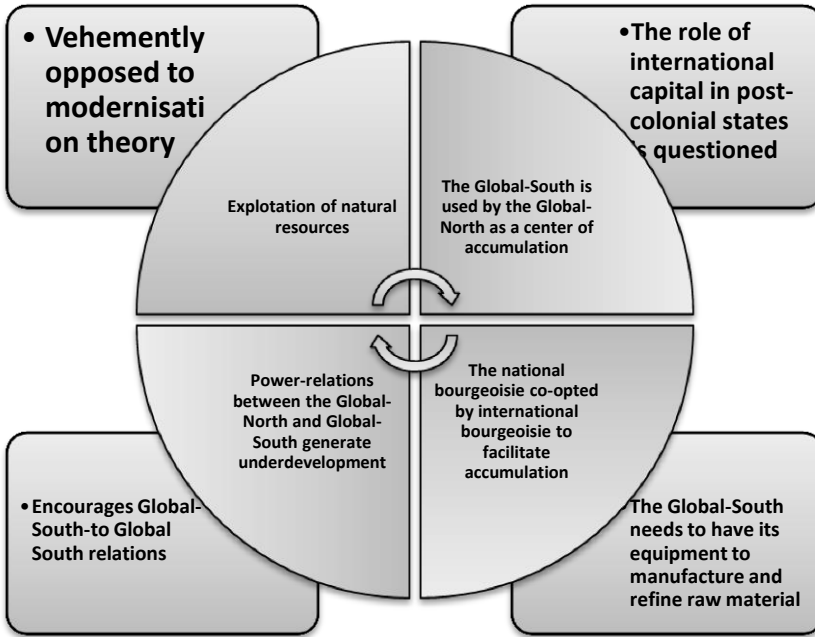 • Vehemently
opposed to
modernisati
on theory
•The role of
international
capital in post-
colonial states
is questioned
Explotation of natural
resources
The Global-South is
used by the Global-
North as a center of
accumulation
Power-relations
between the Global-
North and Global-
South generate
underdevelopment
The national
bourgeoisie co-opted
by international
bourgeoisie to
facilitate
accumulation
•Encourages Global-
South-to Global
South relations
•The Global-South
needs to have its
equipment to
manufacture and
refine raw material